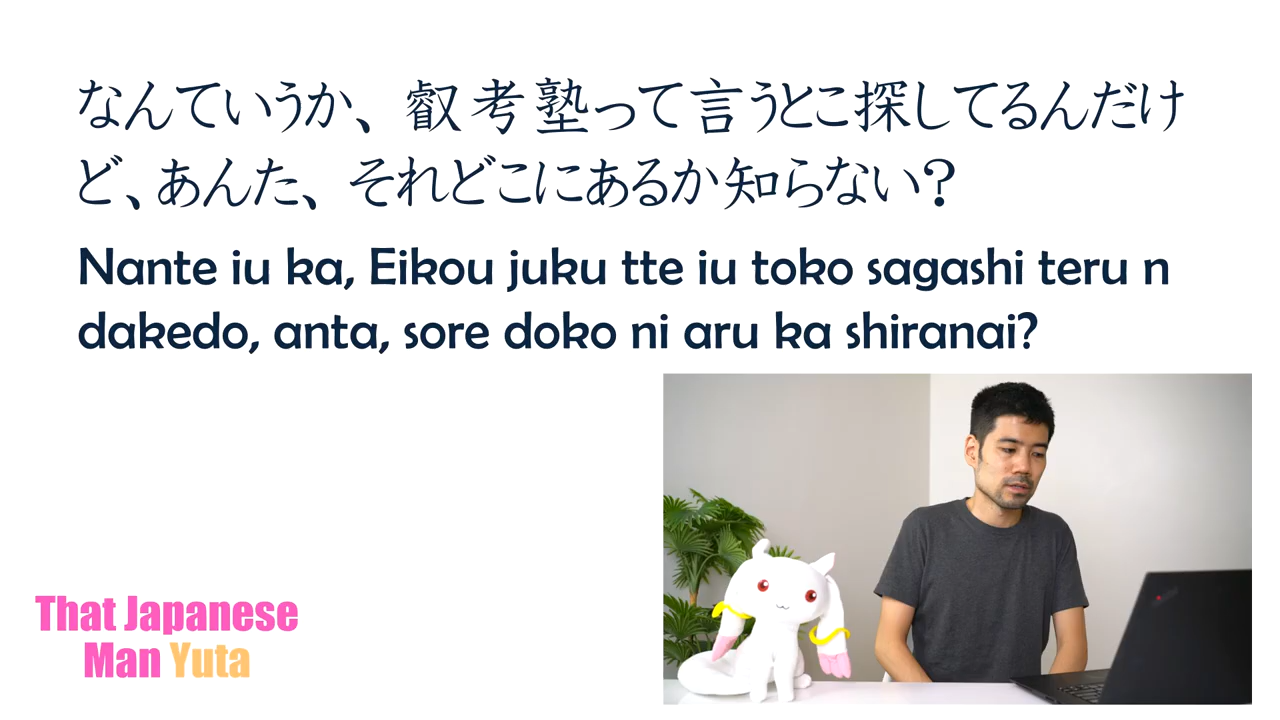 なんていうか、叡考塾って言うとこ探してるんだけ
ど、あんた、それどこにあるか知らない？
Nante iu ka, Eikou juku tte iu toko sagashi teru n
dakedo, anta, sore doko ni aru ka shiranai?
That Japanese
Man Yuta